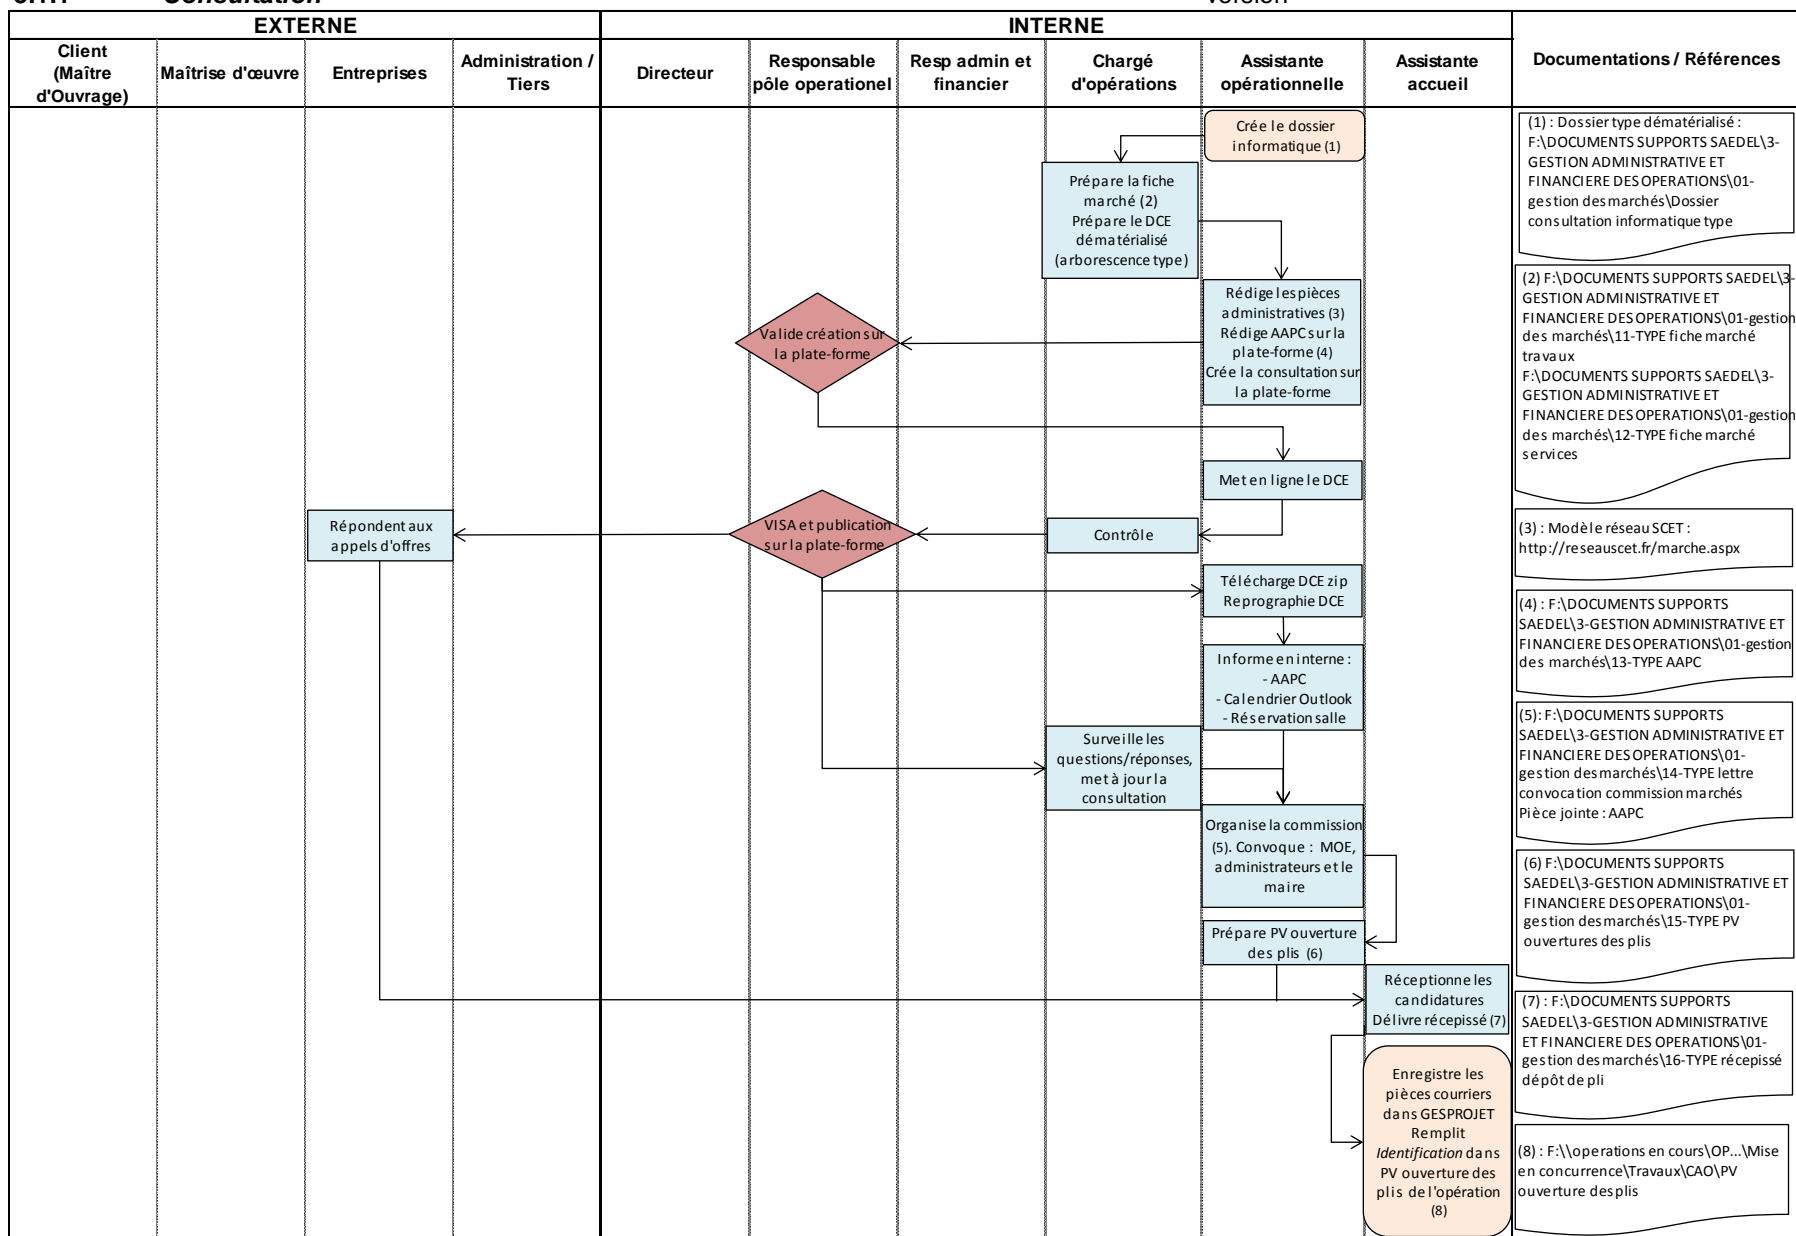 Consultation
EXTERNE
INTERNE
Client
(Maître
d'Ouvrage)
Maîtrise d'œuvre
Entreprises
Administration /
Tiers
Directeur
Responsable
pôle operationel
Resp admin et
financier
Chargé
d'opérations
Assistante
opérationnelle
Assistante
accueil
Documentations / Références
Crée le dossier
informatique (1)
Prépare la fiche
marché (2)
Prépare le DCE
dématérialisé
(arborescence type)
Rédige les pièces
administratives (3)
Rédige AAPC sur la
plate-forme (4)
Crée la consultation sur
la plate-forme
Valide création sur
la plate-forme
Met en ligne le DCE
Contrôle
VISA et publication
sur la plate-forme
Répondent aux
appels d'offres
Télécharge DCE zip
Reprographie DCE
Informe en interne :
- AAPC
- Calendrier Outlook
- Réservation salle
Surveille les
questions/réponses,
met à jour la
consultation
Organise la commission
(5). Convoque : MOE,
administrateurs et le
maire
Prépare PV ouverture
des plis (6)
Réceptionne les
candidatures
Délivre récepissé (7)
Enregistre les
pièces courriers
dans GESPROJET
Remplit
Identification dans
PV ouverture des
plis de l'opération
(8)
(1) : Dossier type dématérialisé :
F:\DOCUMENTS SUPPORTS SAEDEL\3-
GESTION ADMINISTRATIVE ET
FINANCIERE DES OPERATIONS\01-
gestion des marchés\Dossier
consultation informatique type
(2) F:\DOCUMENTS SUPPORTS SAEDEL\3-
GESTION ADMINISTRATIVE ET
FINANCIERE DES OPERATIONS\01-gestion
des marchés\11-TYPE fiche marché
travaux
F:\DOCUMENTS SUPPORTS SAEDEL\3-
GESTION ADMINISTRATIVE ET
FINANCIERE DES OPERATIONS\01-gestion
des marchés\12-TYPE fiche marché
services
(3) : Modèle réseau SCET :
http://reseauscet.fr/marche.aspx
(4) : F:\DOCUMENTS SUPPORTS
SAEDEL\3-GESTION ADMINISTRATIVE ET
FINANCIERE DES OPERATIONS\01-gestion
des marchés\13-TYPE AAPC
(5): F:\DOCUMENTS SUPPORTS
SAEDEL\3-GESTION ADMINISTRATIVE ET
FINANCIERE DES OPERATIONS\01-
gestion des marchés\14-TYPE lettre
convocation commission marchés
Pièce jointe : AAPC
(6) F:\DOCUMENTS SUPPORTS
SAEDEL\3-GESTION ADMINISTRATIVE ET
FINANCIERE DES OPERATIONS\01-
gestion des marchés\15-TYPE PV
ouvertures des plis
(7) : F:\DOCUMENTS SUPPORTS
SAEDEL\3-GESTION ADMINISTRATIVE
ET FINANCIERE DES OPERATIONS\01-
gestion des marchés\16-TYPE récepissé
dépôt de pli
(8) : F:\\operations en cours\OP...\Mise
en concurrence\Travaux\CAO\PV
ouverture des plis